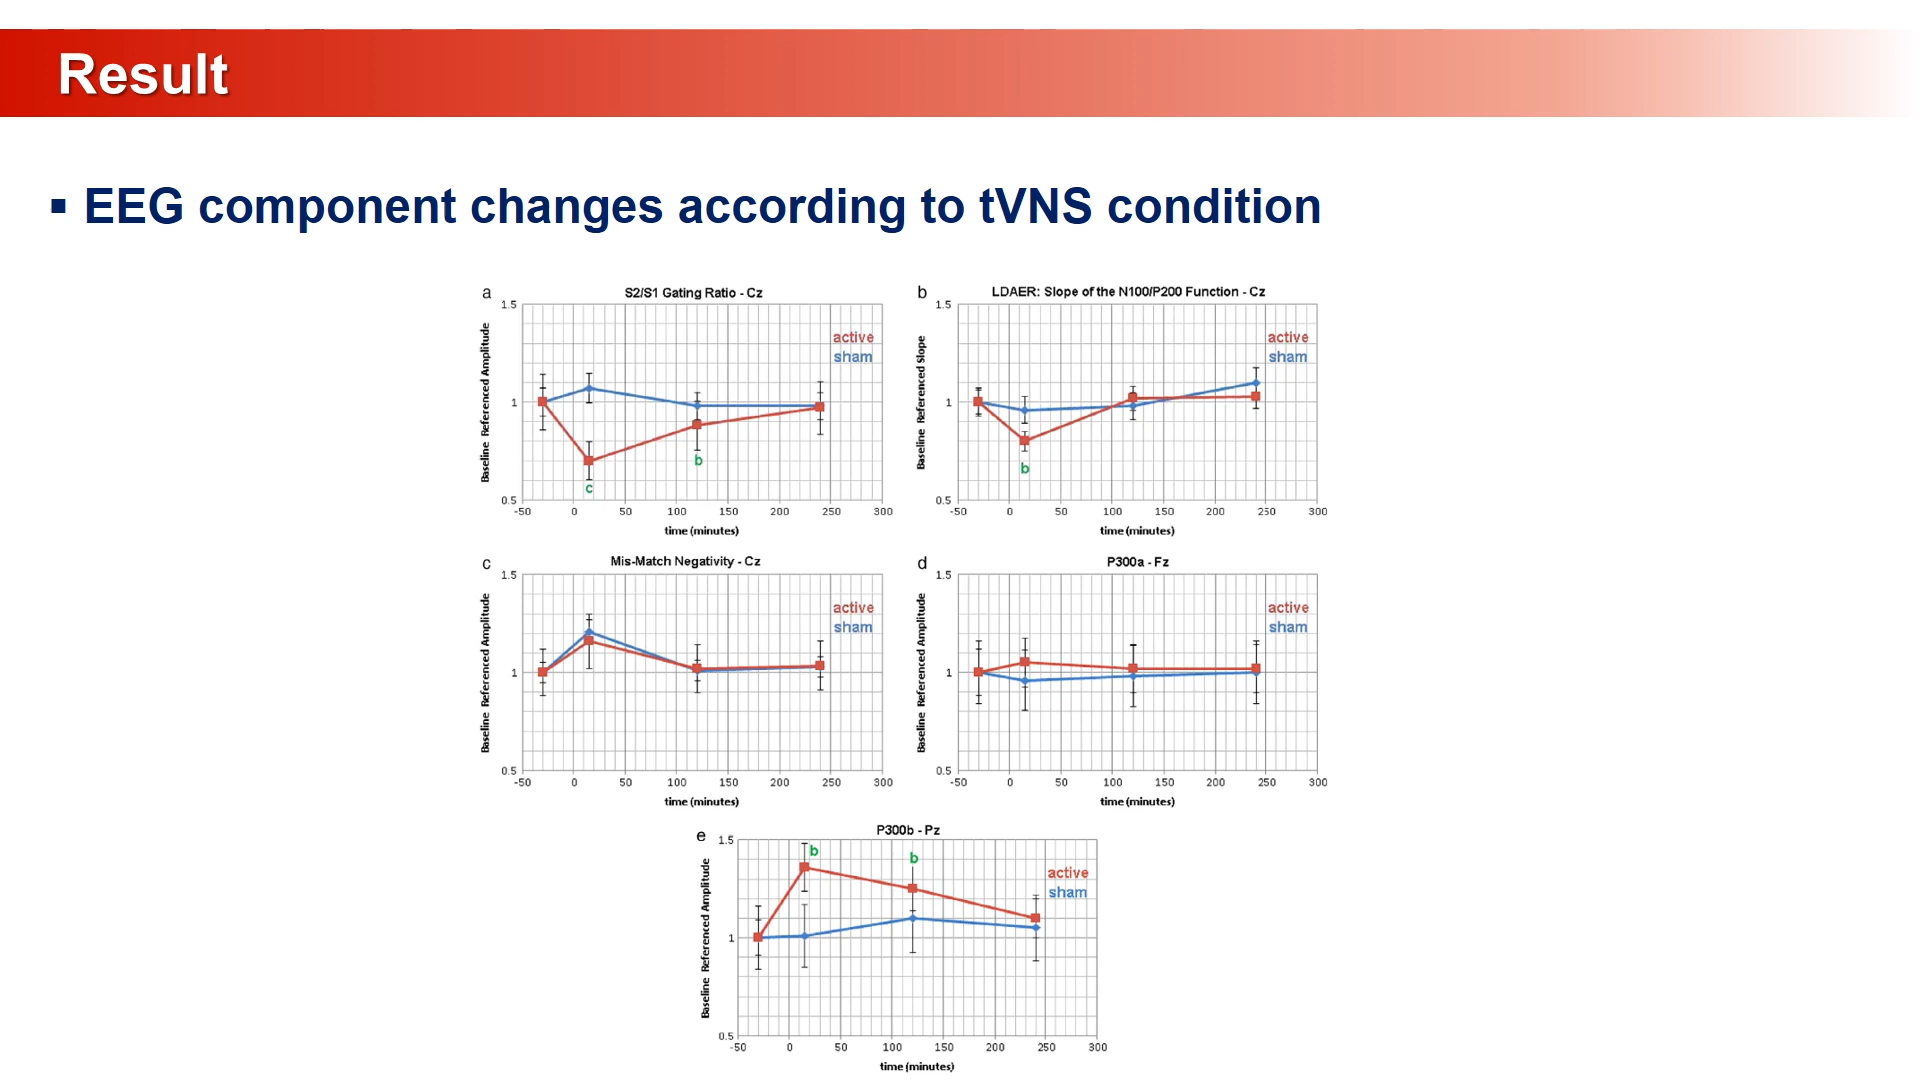 Result
▪ EEG component changes according to tVNS condition
a
S2/S1 Gating Ratio - Cz
Baseline Referenced Amplitude
1.5
1
0.5
active
sham
c
b
-50 0 50 100 150 200 250 300
time (minutes)
b
LDAER: Slope of the N100/P200 Function - Cz
Baseline Referenced Slope
1.5
1
0.5
active
sham
b
-50 0 50 100 150 200 250 300
time (minutes)
c
Mis-Match Negativity - Cz
Baseline Referenced Amplitude
1.5
1
0.5
active
sham
-50 0 50 100 150 200 250 300
time (minutes)
d
P300a - Fz
Baseline Referenced Amplitude
1.5
1
0.5
active
sham
-50 0 50 100 150 200 250 300
time (minutes)
e
P300b - Pz
Baseline Referenced Amplitude
1.5
1
0.5
b
b
active
sham
-50 0 50 100 150 200 250 300
time (minutes)